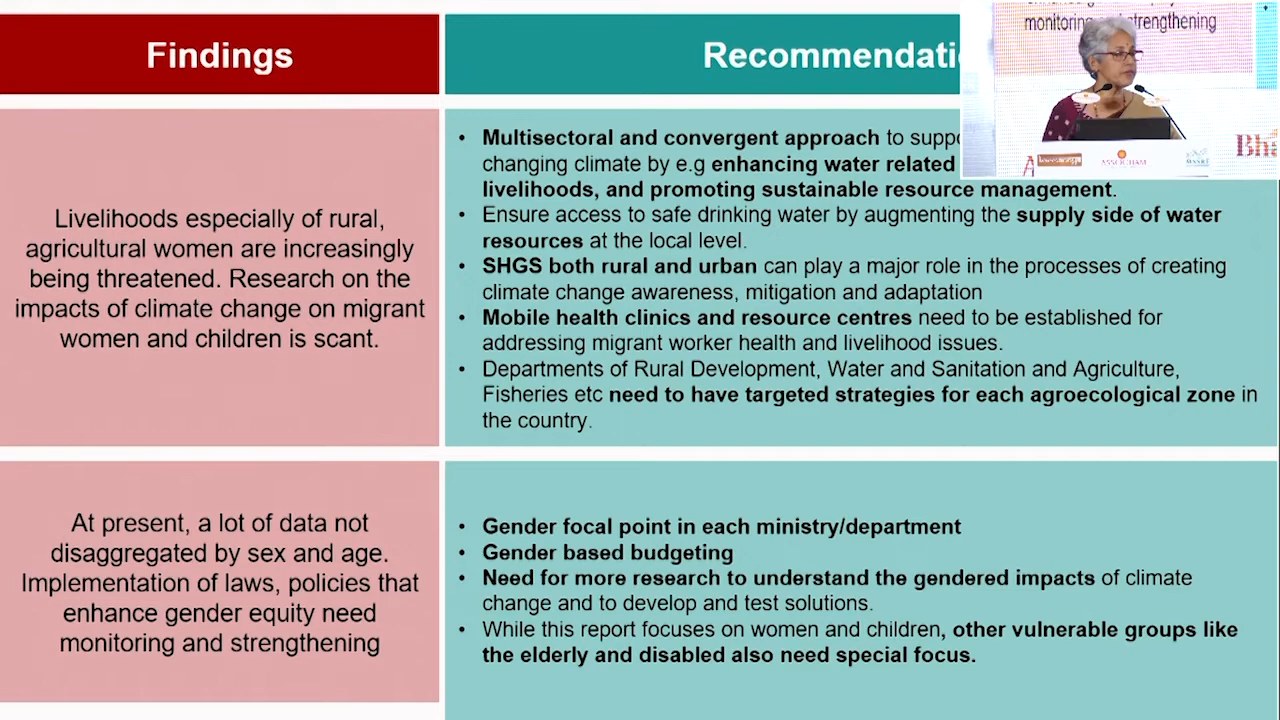 Findings
Livelihoods especially of rural,
agricultural women are increasingly
being threatened. Research on the
impacts of climate change on migrant
women and children is scant.
At present, a lot of data not
disaggregated by sex and age.
Implementation of laws, policies that
enhance gender equity need
monitoring and strengthening
Recommendati
• Multisectoral and convergent approach to supp
changing climate by e.g enhancing water related
livelihoods, and promoting sustainable resource management.
• Ensure access to safe drinking water by augmenting the supply side of water
resources at the local level.
• SHGS both rural and urban can play a major role in the processes of creating
climate change awareness, mitigation and adaptation
• Mobile health clinics and resource centres need to be established for
addressing migrant worker health and livelihood issues.
• Departments of Rural Development, Water and Sanitation and Agriculture,
Fisheries etc need to have targeted strategies for each agroecological zone in
the country.
• Gender focal point in each ministry/department
• Gender based budgeting
• Need for more research to understand the gendered impacts of climate
change and to develop and test solutions.
• While this report focuses on women and children, other vulnerable groups like
the elderly and disabled also need special focus.
monitoring strengthening
ASSOCHAM
Bha